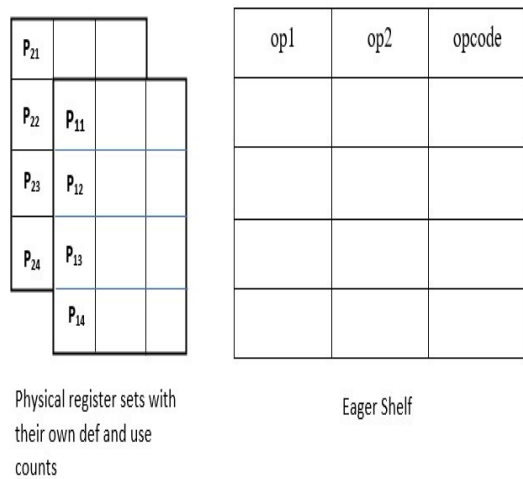 P21
P22
P23
P24
P11
P12
P13
P14
op1 op2 opcode
Physical register sets with
their own def and use
counts
Eager Shelf